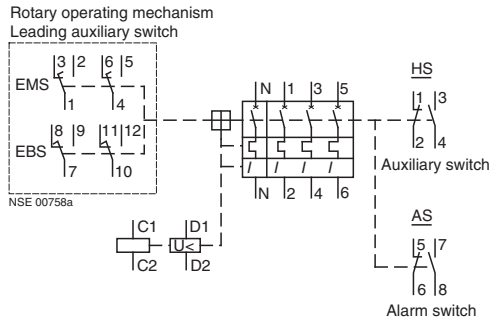 Rotary operating mechanism
Leading auxiliary switch
3 2 6 5
EMS
1 4
8 9 11 12
EBS
7 10
NSE 00758a
N 1 3 5
I I I I
N 2 4 6
C1 D1
U<
C2 D2
HS
1 3
2 4
Auxiliary switch
AS
5 7
6 8
Alarm switch